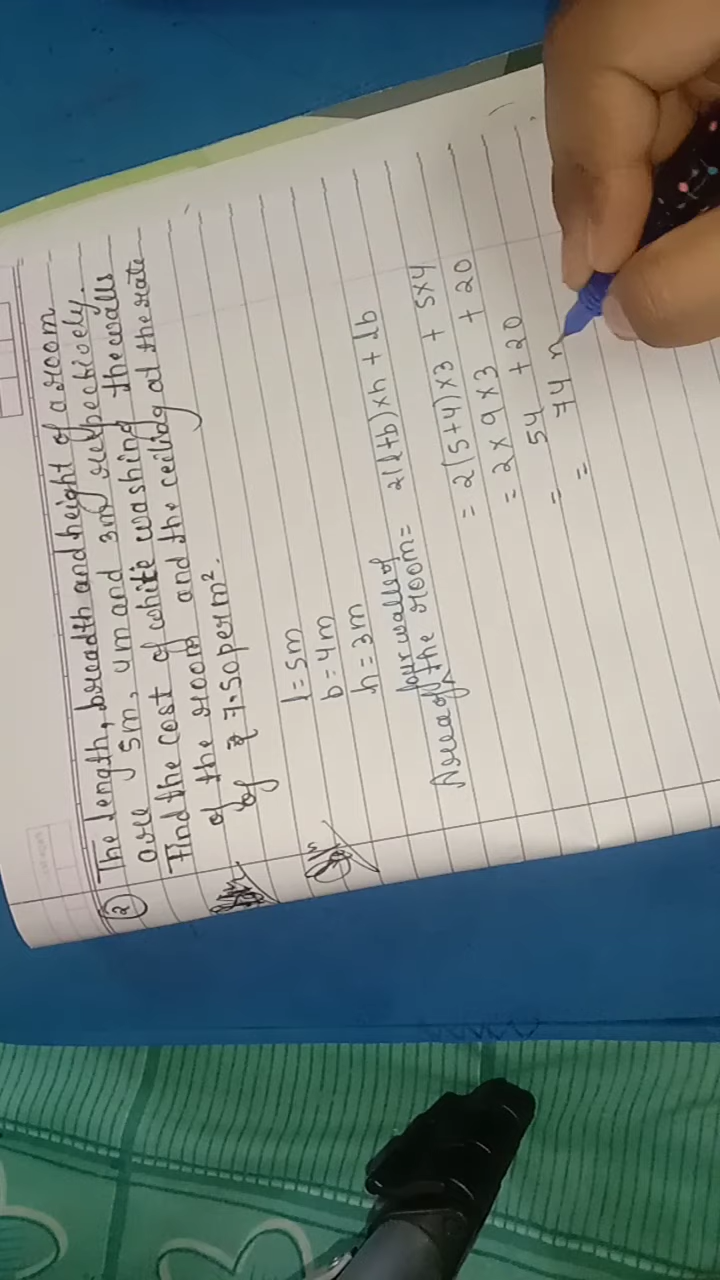 2 The length, breadth and height of a room
are 5m, 4m and 3m respectively.
Find the cost of white washing the walls
of the room and the ceiling at the rate
of ₹ 7.50 per m².
Soln
l = 5m
b = 4m
h = 3m
four walls of
Area of the room = 2(l+b)×h + lb
= 2(5+4)×3 + 5×4
= 2×9×3 + 20
= 54 + 20
= 74